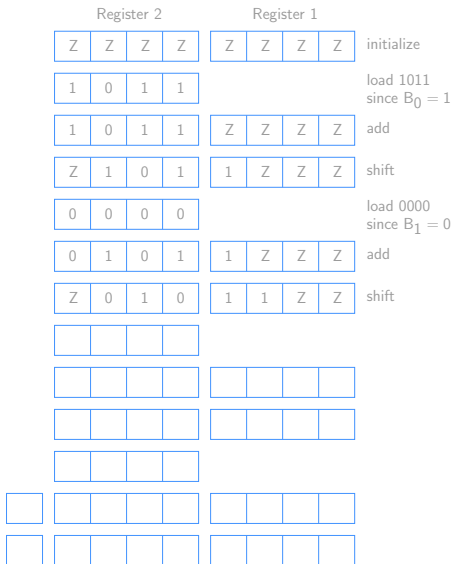 Register 2 Register 1
Z Z Z Z Z Z Z Z initialize
1 0 1 1 load 1011
since B0 = 1
1 0 1 1 Z Z Z Z add
Z 1 0 1 1 Z Z Z shift
0 0 0 0 load 0000
since B1 = 0
0 1 0 1 1 Z Z Z add
Z 0 1 0 1 1 Z Z shift